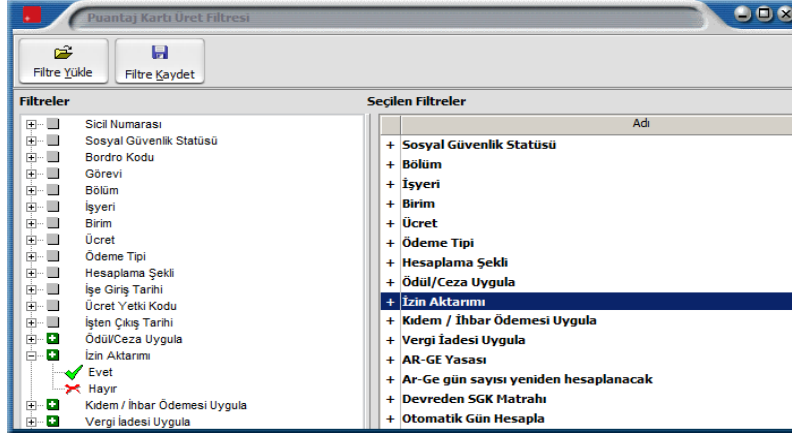 Puantaj Kartı Üret Filtresi
Filtre Yükle
Filtre Kaydet
Filtreler
Sicil Numarası
Sosyal Güvenlik Statüsü
Bordro Kodu
Görevi
Bölüm
İşyeri
Birim
Ücret
Ödeme Tipi
Hesaplama Şekli
İşe Giriş Tarihi
Ücret Yetki Kodu
İşten Çıkış Tarihi
Ödül/Ceza Uygula
İzin Aktarımı
Evet
Hayır
Kıdem / İhbar Ödemesi Uygula
Vergi İadesi Uygula
Seçilen Filtreler
Adı
+ Sosyal Güvenlik Statüsü
+ Bölüm
+ İşyeri
+ Birim
+ Ücret
+ Ödeme Tipi
+ Hesaplama Şekli
+ Ödül/Ceza Uygula
+ İzin Aktarımı
+ Kıdem / İhbar Ödemesi Uygula
+ Vergi İadesi Uygula
+ AR-GE Yasası
+ Ar-Ge gün sayısı yeniden hesaplanacak
+ Devreden SGK Matrahı
+ Otomatik Gün Hesapla